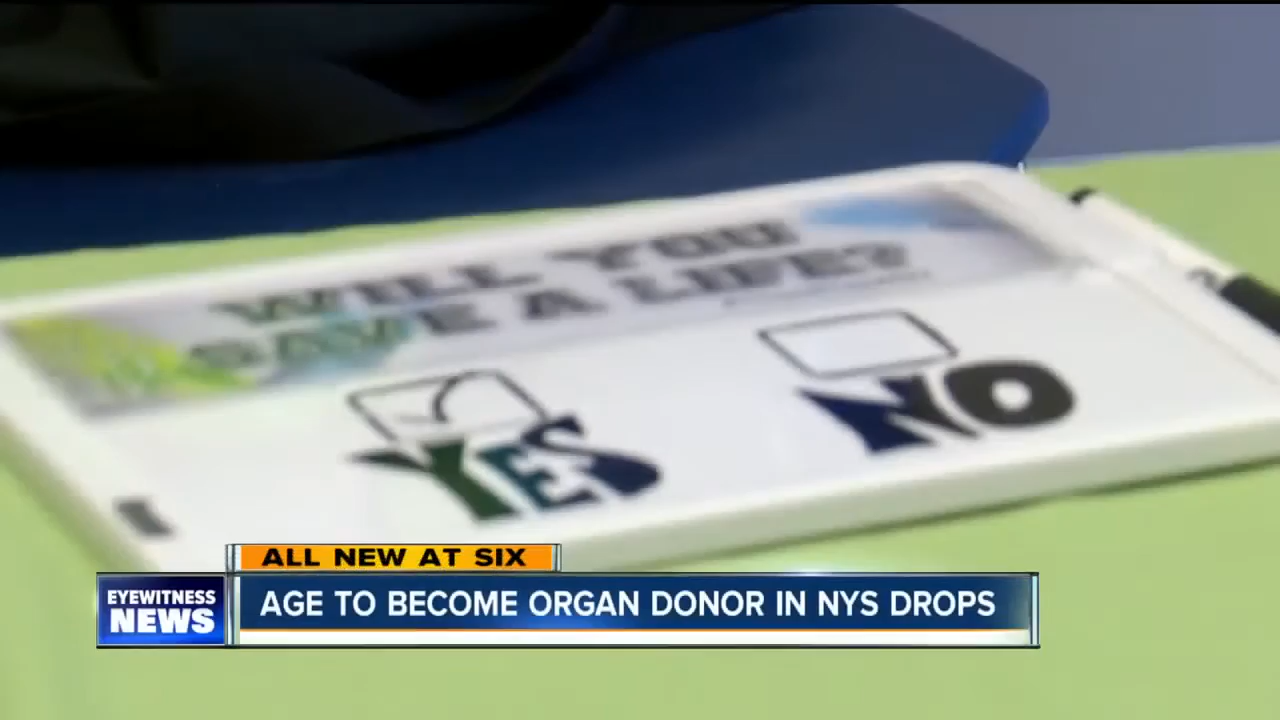 WILL YOU
SAVE A LIFE?
YES
NO
ALL NEW AT SIX
EYEWITNESS
NEWS
AGE TO BECOME ORGAN DONOR IN NYS DROPS